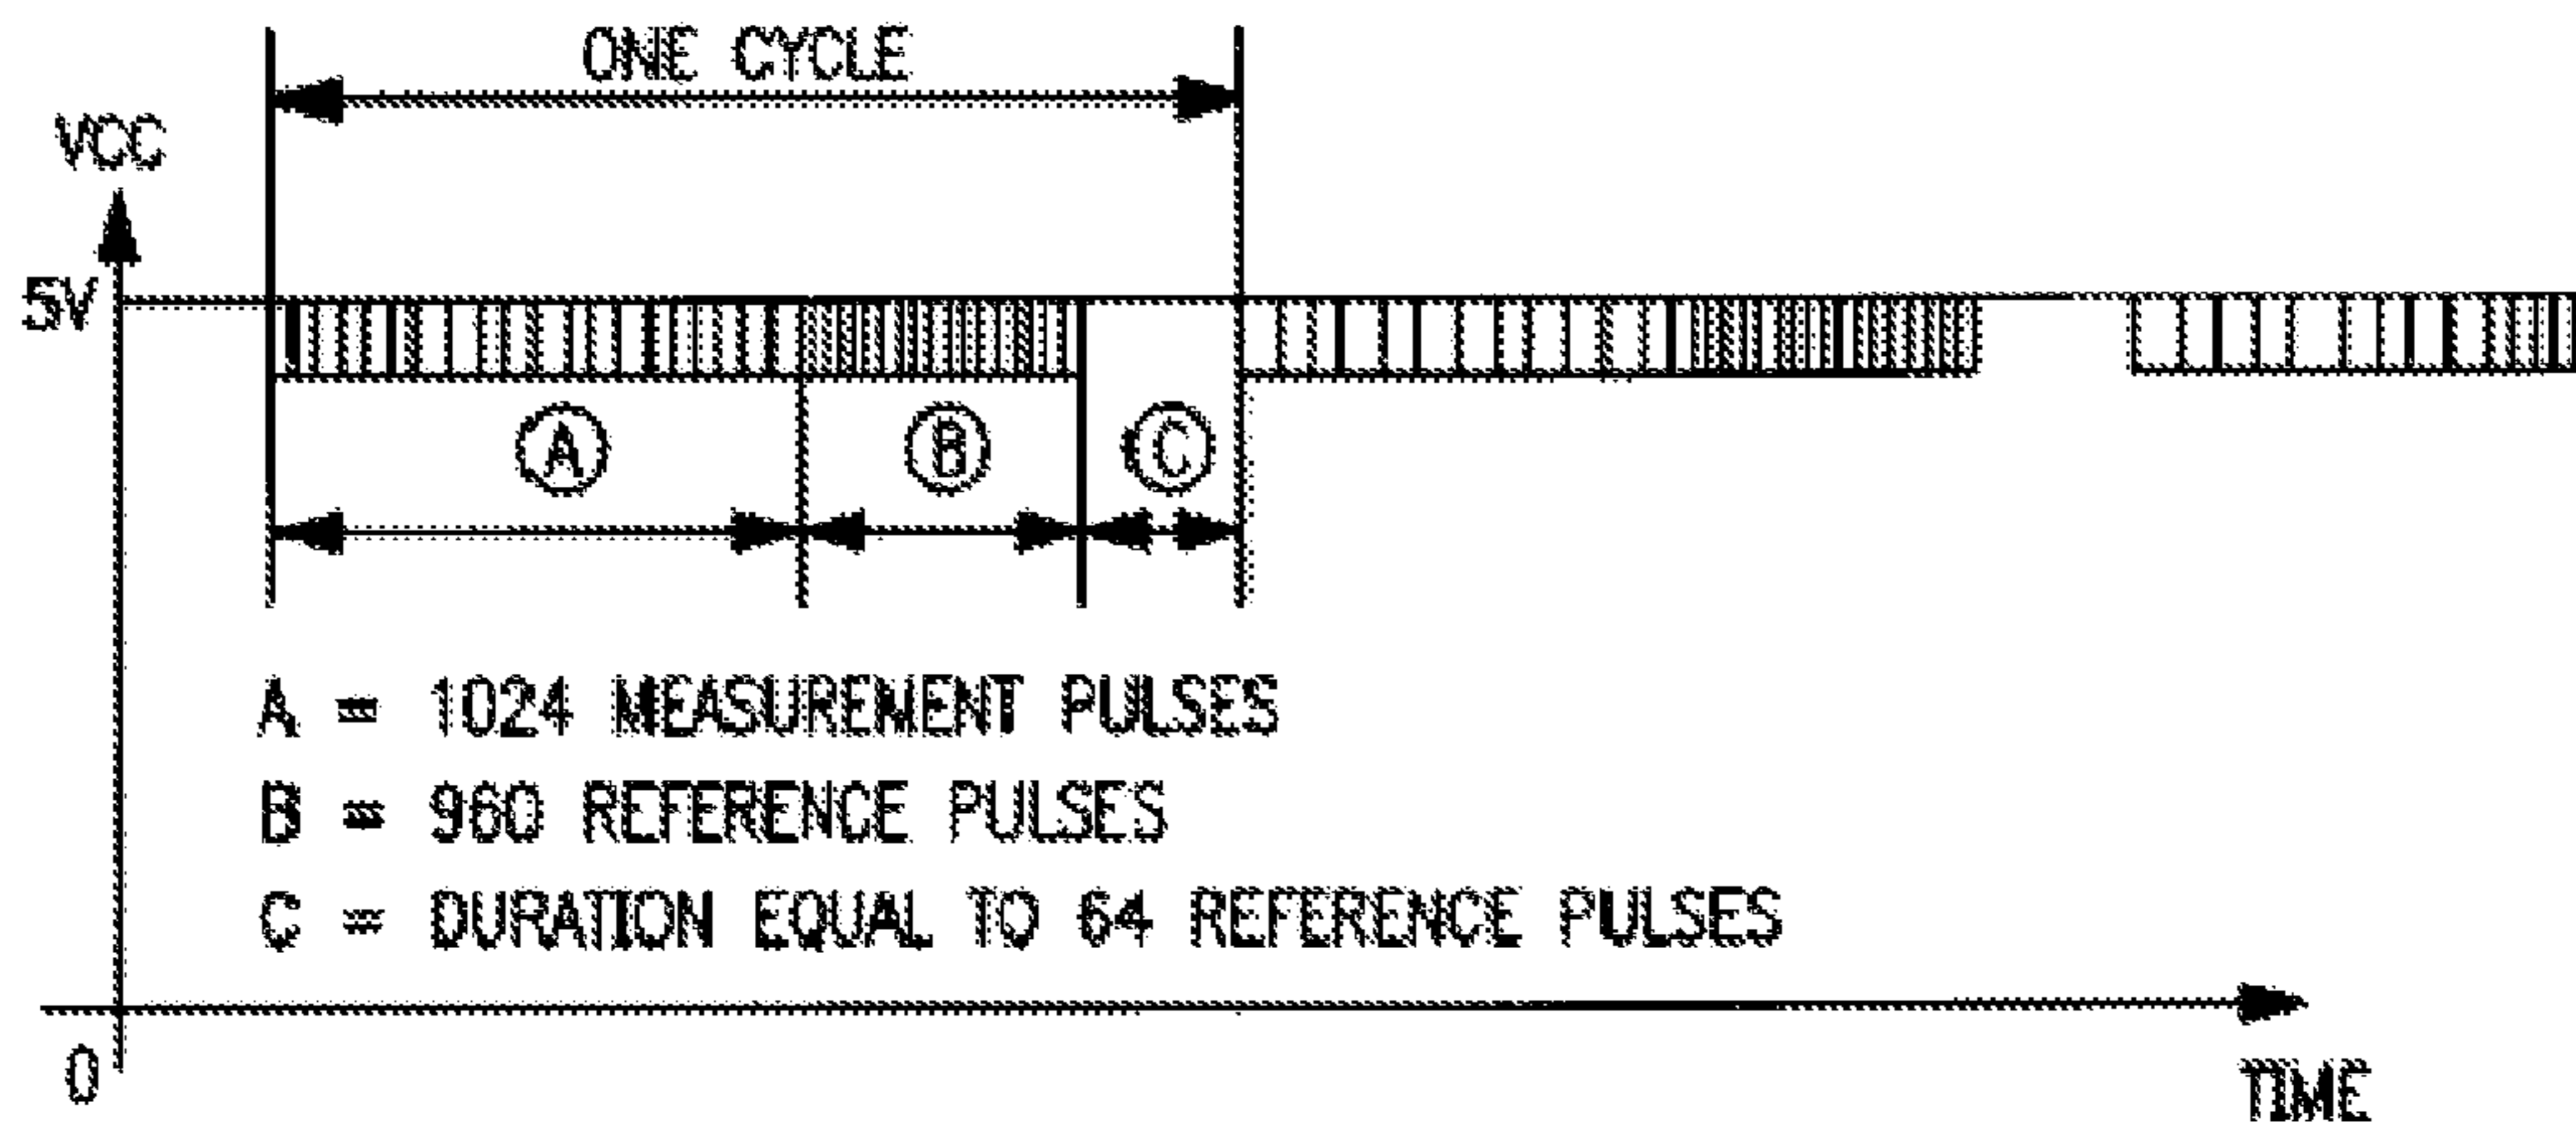 ONE CYCLE
VCC
5V
A
B
C
A = 1024 MEASUREMENT PULSES
B = 960 REFERENCE PULSES
C = DURATION EQUAL TO 64 REFERENCE PULSES
0
TIME